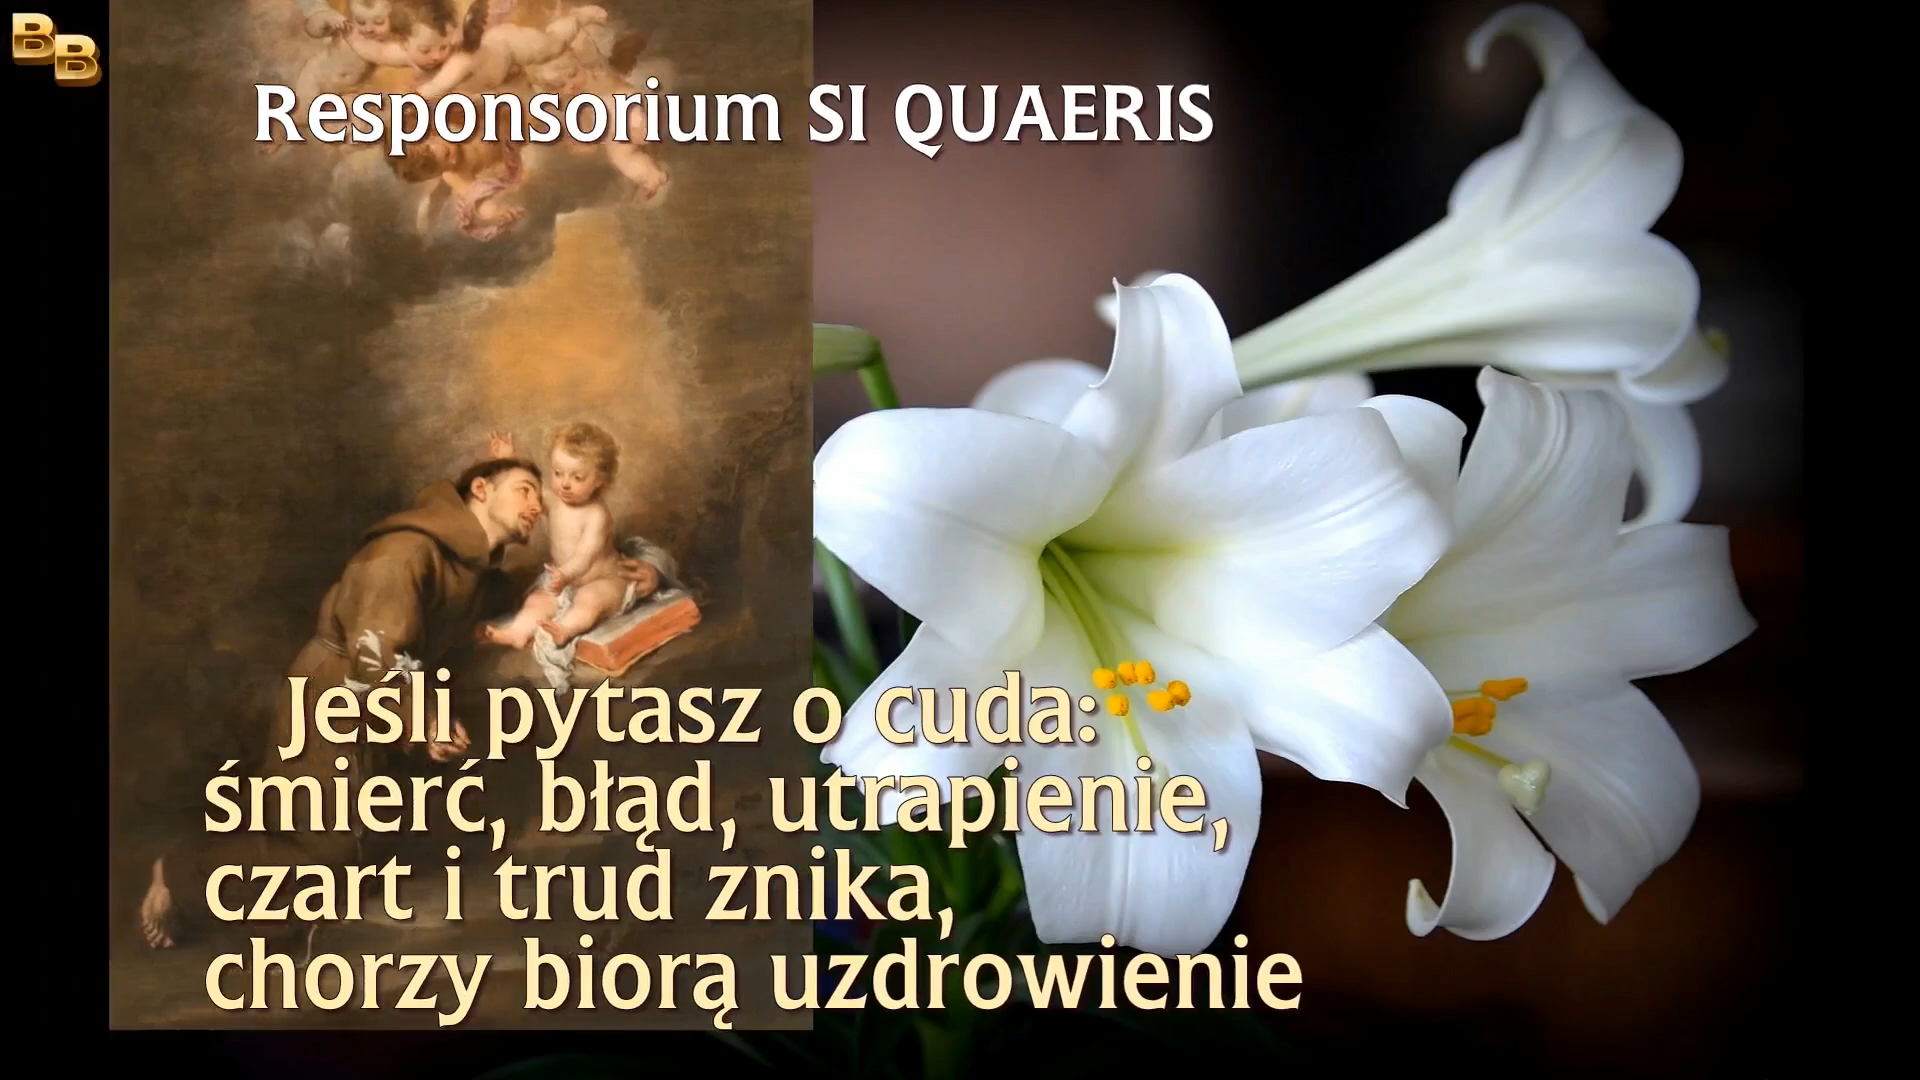 BB
Responsorium SI QUAERIS
Jeśli pytasz o cuda:
śmierć, błąd, utrapienie,
czart i trud znika,
chorzy biorą uzdrowienie